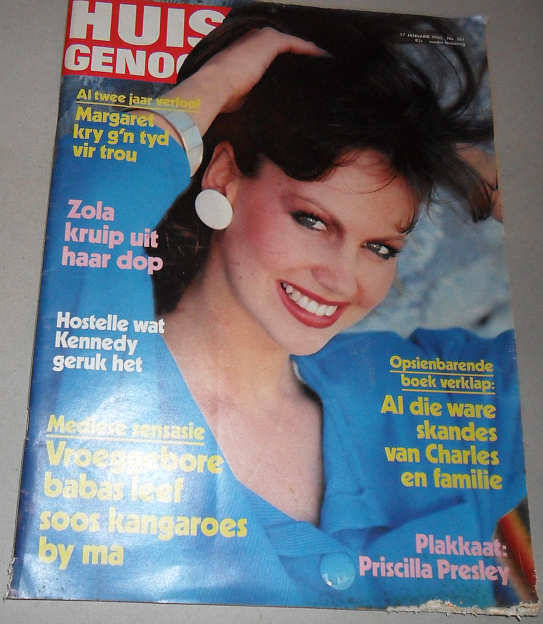 HUIS
GENOO
17 JANUARIE
Al twee jaar verloof
Margaret
kry g'n tyd
vir trou
Zola
kruip uit
haar dop
Hostelle wat
Kennedy
geruk het
Mediese sensasie
Vroeggebore
babas leef
soos kangaroes
by ma
Opsienbarende
boek verklap:
Al die ware
skandes
van Charles
en familie
Plakkaat:
Priscilla Presley